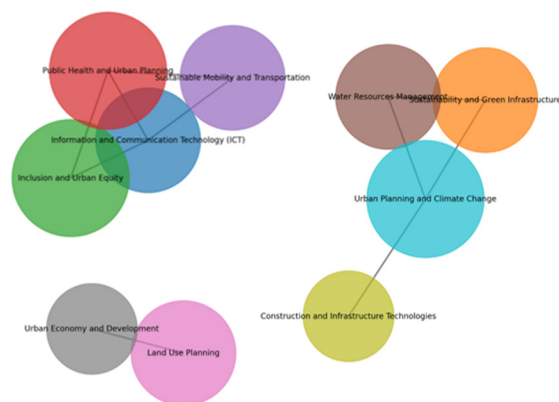 Public Health and Urban Planning
Sustainable Mobility and Transportation
Information and Communication Technology (ICT)
Inclusion and Urban Equity
Water Resources Management
Sustainability and Green Infrastructure
Urban Planning and Climate Change
Construction and Infrastructure Technologies
Urban Economy and Development
Land Use Planning